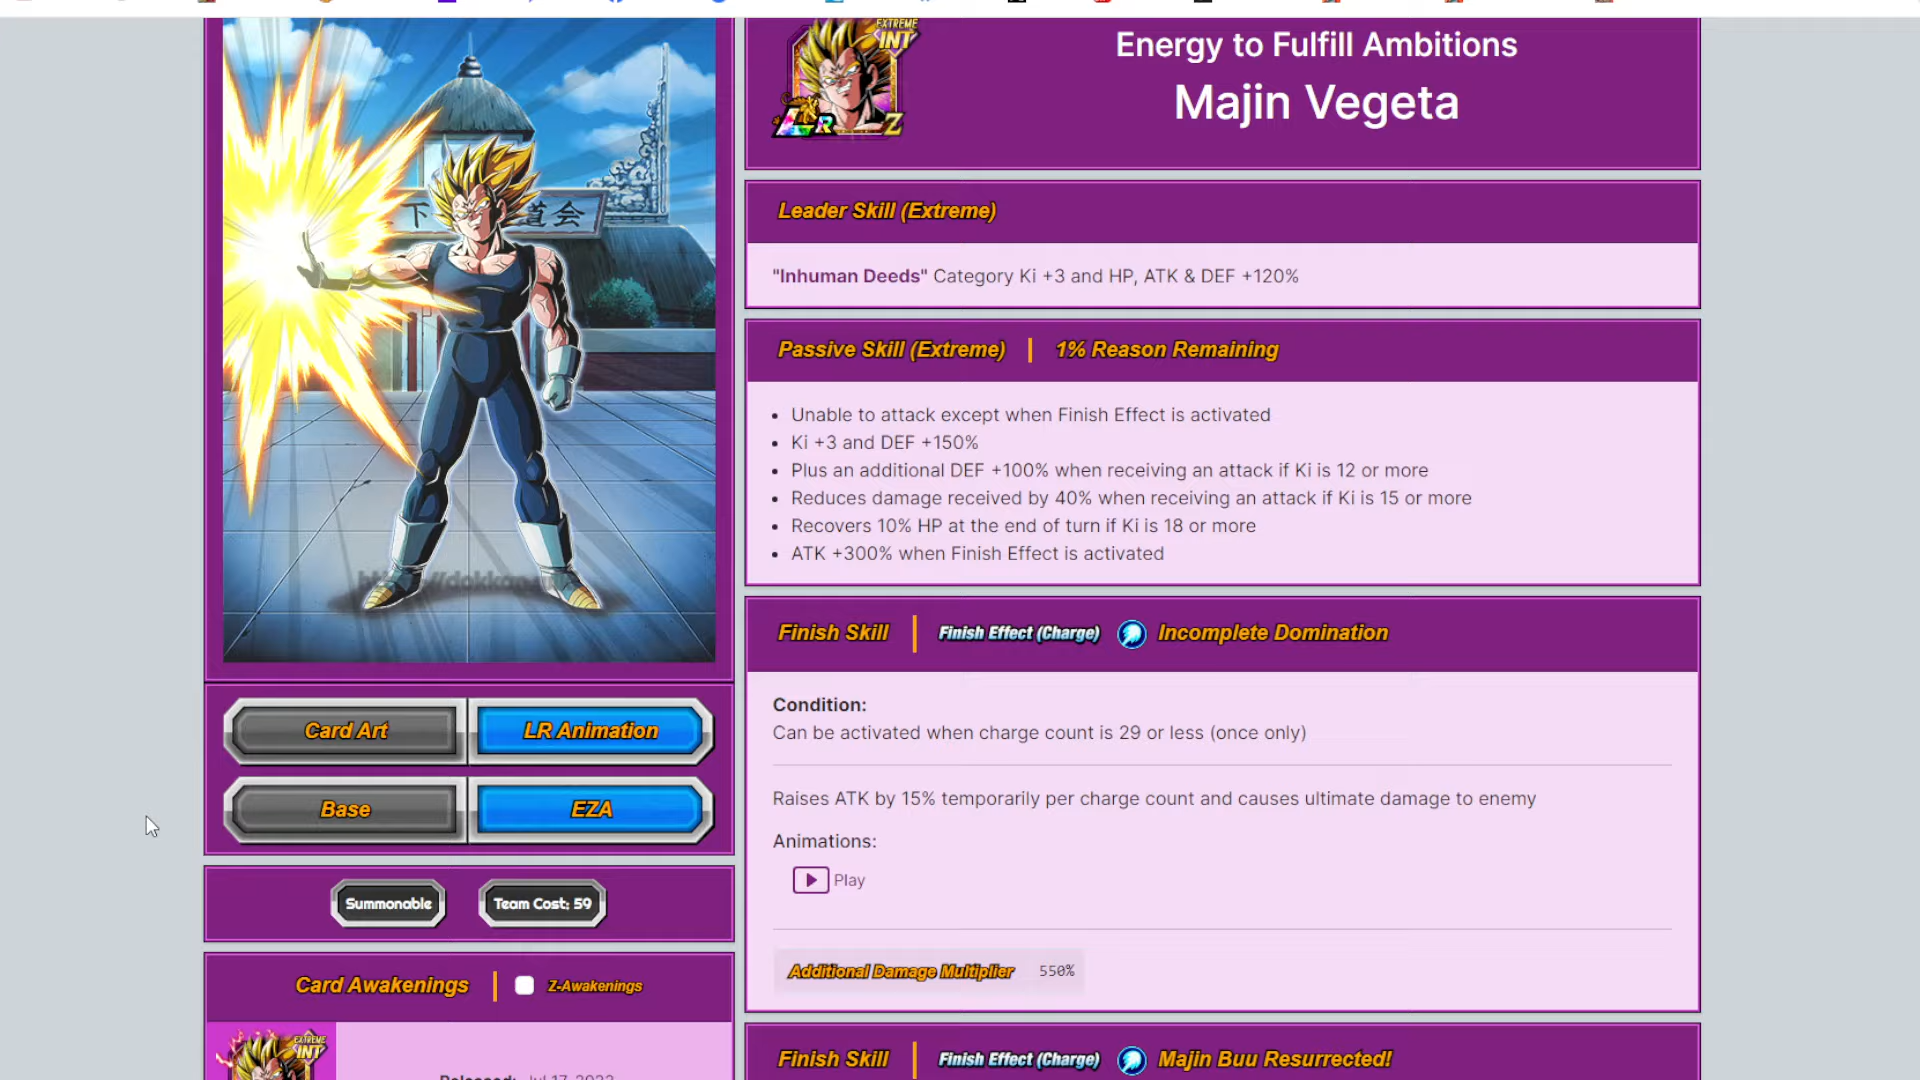 EXTREME
INT
LR
Z
Energy to Fulfill Ambitions
Majin Vegeta
下
道会
Leader Skill (Extreme)
"Inhuman Deeds" Category Ki +3 and HP, ATK & DEF +120%
Passive Skill (Extreme) | 1% Reason Remaining
• Unable to attack except when Finish Effect is activated
• Ki +3 and DEF +150%
• Plus an additional DEF +100% when receiving an attack if Ki is 12 or more
• Reduces damage received by 40% when receiving an attack if Ki is 15 or more
• Recovers 10% HP at the end of turn if Ki is 18 or more
• ATK +300% when Finish Effect is activated
Finish Skill | Finish Effect (Charge) Incomplete Domination
Condition:
Can be activated when charge count is 29 or less (once only)
Raises ATK by 15% temporarily per charge count and causes ultimate damage to enemy
Animations:
Play
Additional Damage Multiplier 550%
Finish Skill | Finish Effect (Charge) Majin Buu Resurrected!
Card Art
LR Animation
Base
EZA
Summonable
Team Cost: 59
Card Awakenings | Z-Awakenings
EXTREME
INT
Released: Jul 17, 2023